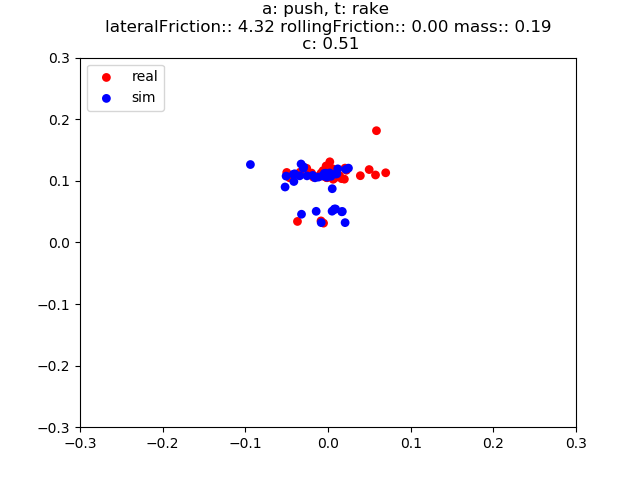 a: push, t: rake
lateralFriction:: 4.32 rollingFriction:: 0.00 mass:: 0.19
c: 0.51
real
sim
0.3
0.2
0.1
0.0
−0.1
−0.2
−0.3
−0.3
−0.2
−0.1
0.0
0.1
0.2
0.3